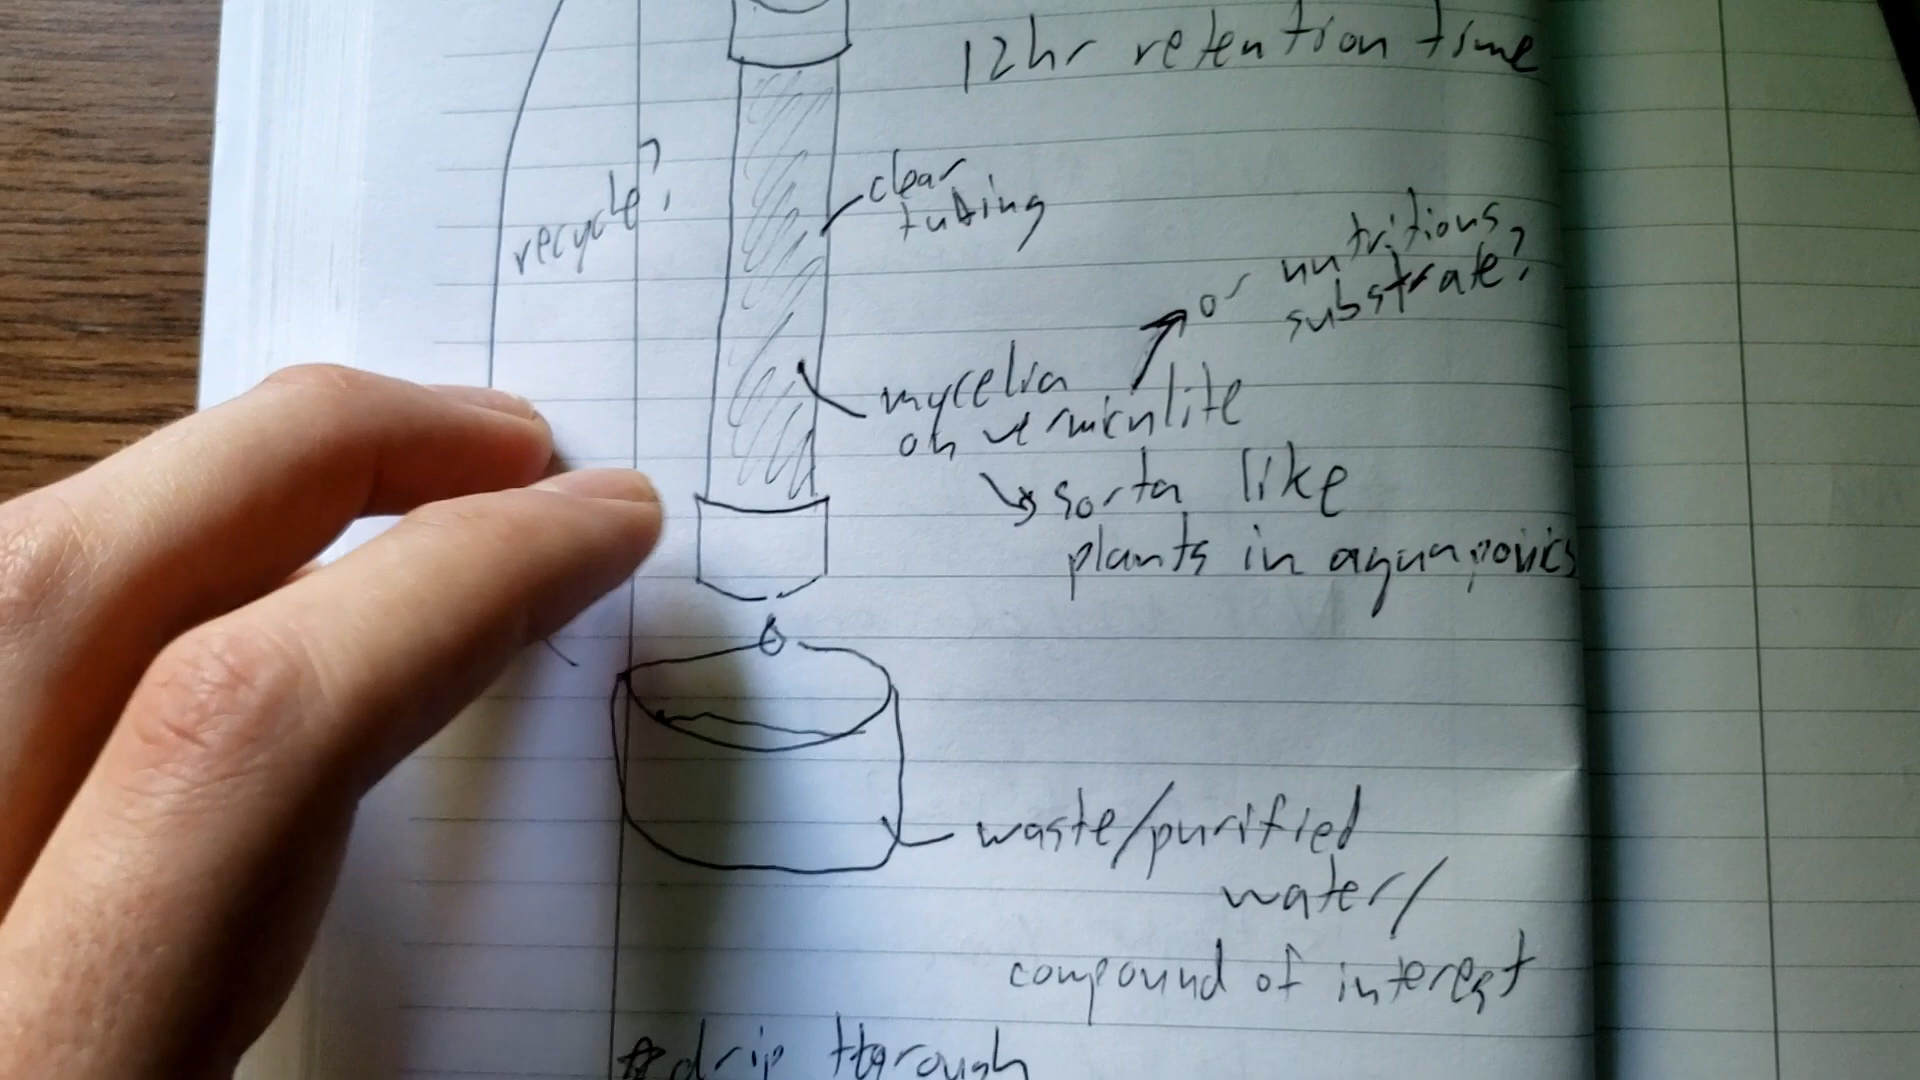 12hr retention time
recycle?
clear
tubing
or nutritious
substrate?
mycelia
on vermiculite
sorta like
plants in aquaponics
waste/purified
water/
compound of interest
*drip through